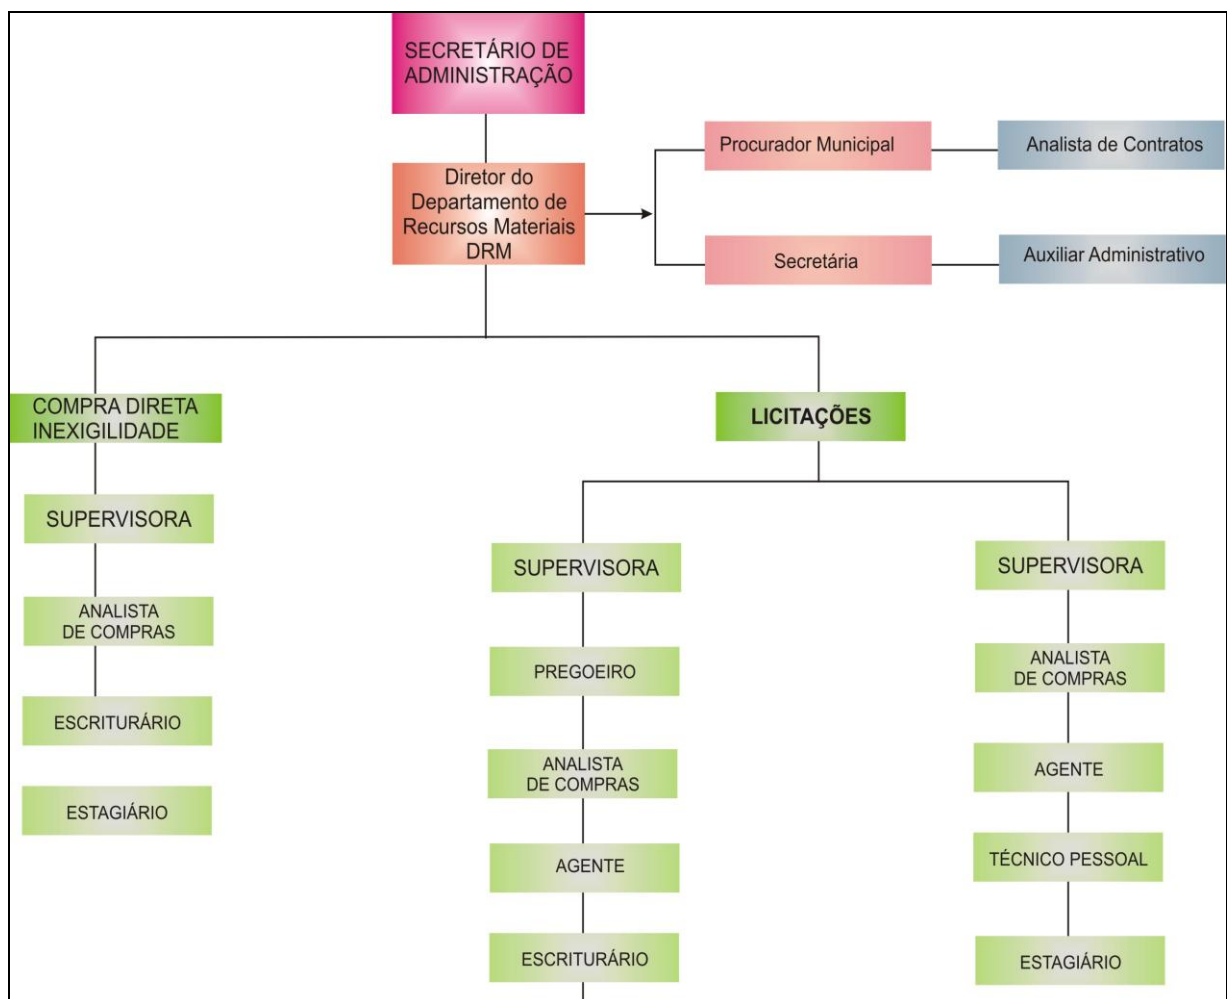 SECRETÁRIO DE
ADMINISTRAÇÃO
Procurador Municipal
Analista de Contratos
Diretor do
Departamento de
Recursos Materiais
DRM
Secretária
Auxiliar Administrativo
COMPRA DIRETA
INEXIGILIDADE
SUPERVISORA
ANALISTA
DE COMPRAS
ESCRITURÁRIO
ESTAGIÁRIO
LICITAÇÕES
SUPERVISORA
PREGOEIRO
ANALISTA
DE COMPRAS
AGENTE
ESCRITURÁRIO
SUPERVISORA
ANALISTA
DE COMPRAS
AGENTE
TÉCNICO PESSOAL
ESTAGIÁRIO